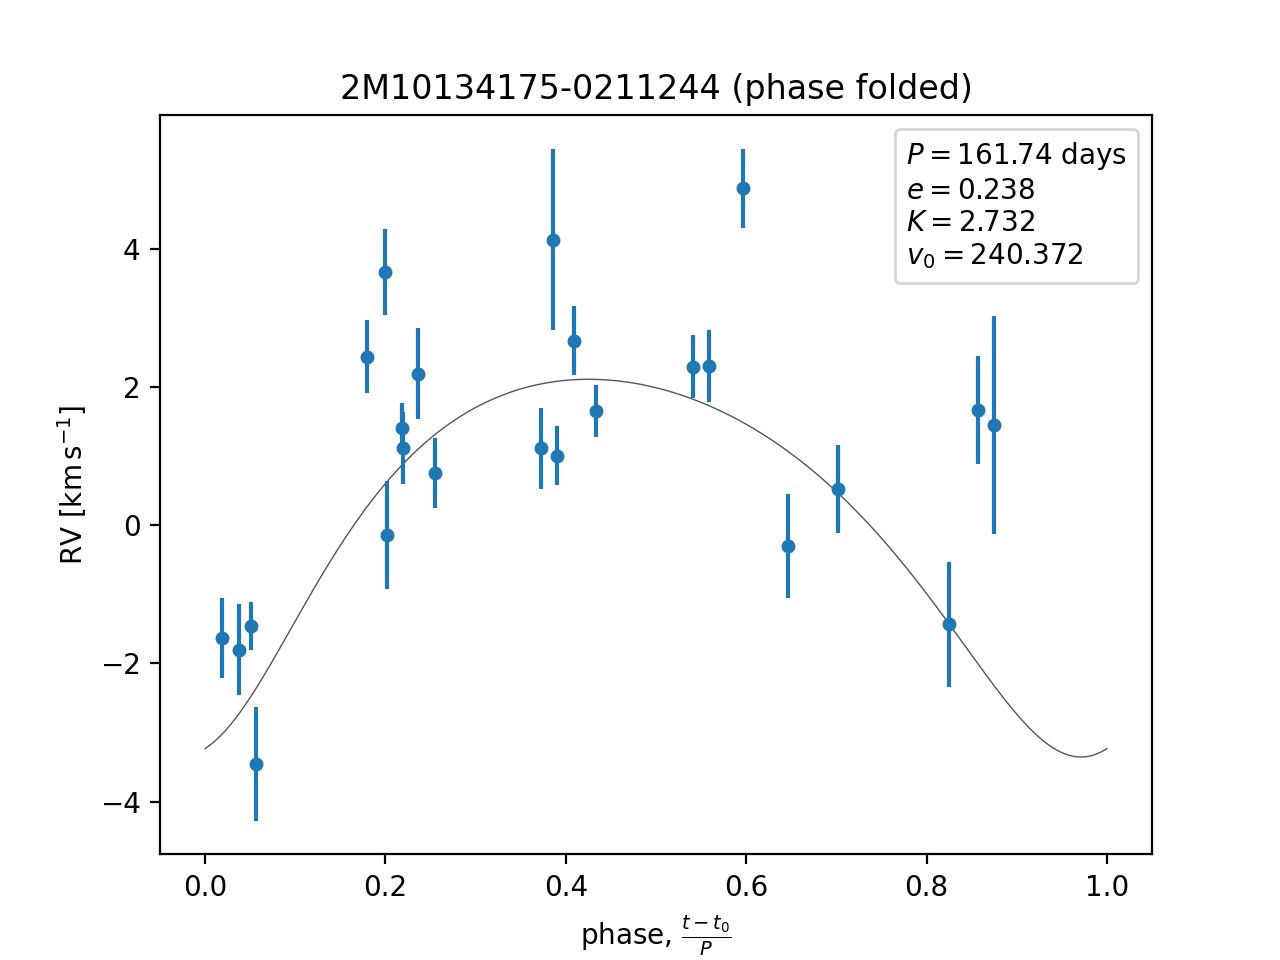 2M10134175-0211244 (phase folded)
P = 161.74 days
e = 0.238
K = 2.732
v₀ = 240.372
4
2
0
−2
−4
RV [km s⁻¹]
0.0 0.2 0.4 0.6 0.8 1.0
phase, (t − t₀)/P